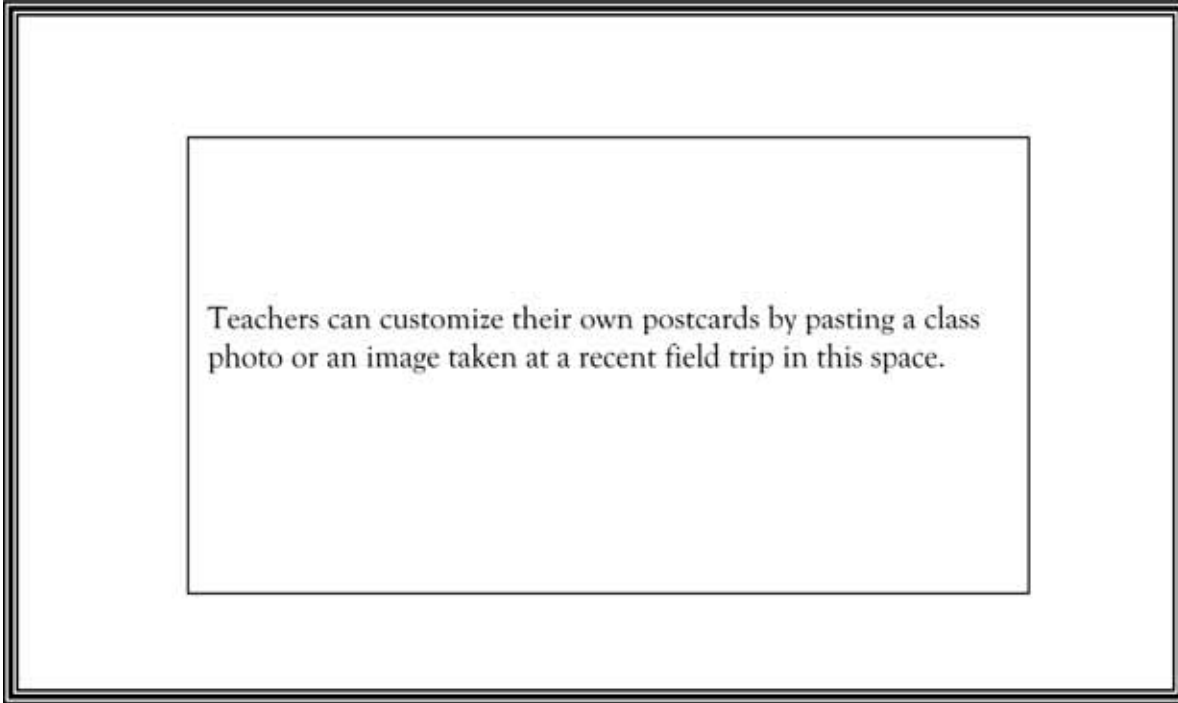 Teachers can customize their own postcards by pasting a class
photo or an image taken at a recent field trip in this space.